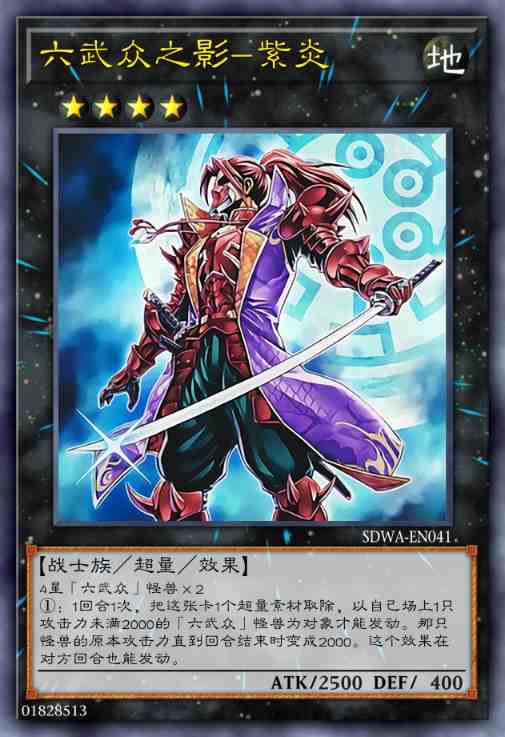 六武众之影-紫炎
地
SDWA-EN041
【战士族／超量／效果】
4星「六武众」怪兽×2
①：1回合1次，把这张卡1个超量素材取除，以自己场上1只
攻击力未满2000的「六武众」怪兽为对象才能发动。那只
怪兽的原本攻击力直到回合结束时变成2000。这个效果在
对方回合也能发动。
ATK/2500 DEF/ 400
01828513